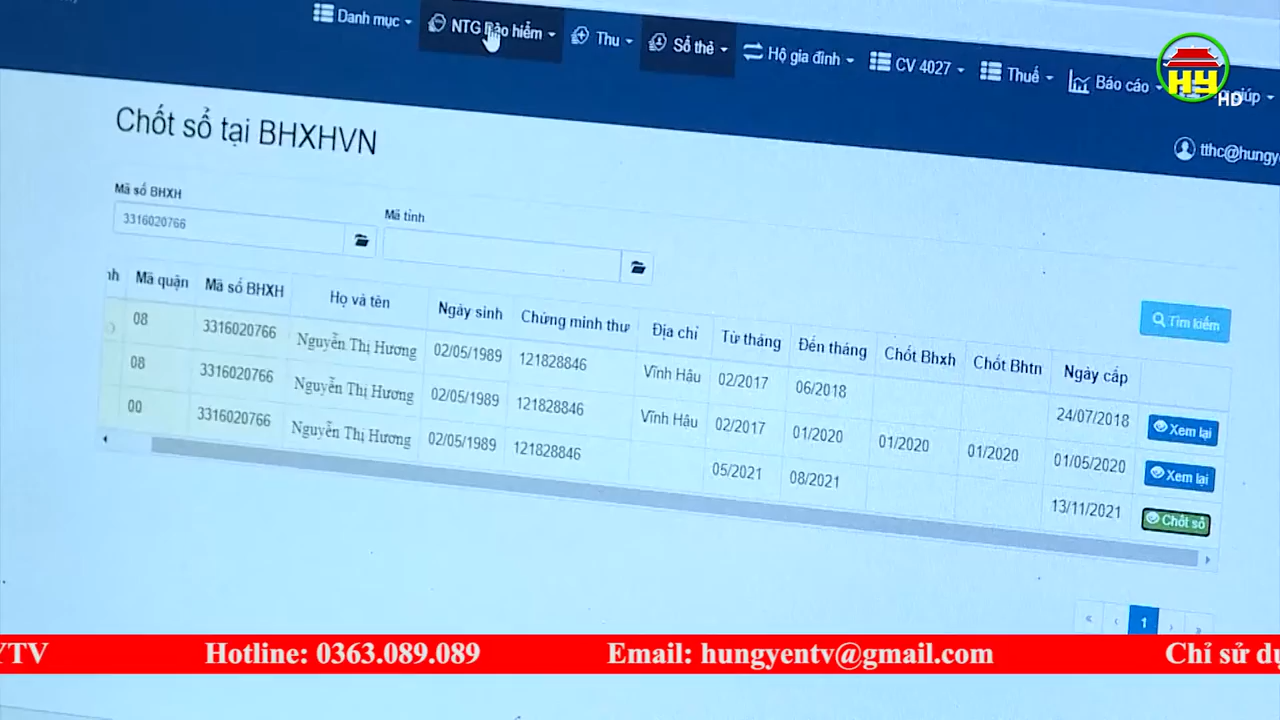 Danh mục NTG Bảo hiểm Thu Sổ thẻ Hộ gia đình CV 4027 Thuế Báo cáo
HY HD
tthc@hungye
Chốt sổ tại BHXHVN
Mã số BHXH Mã tỉnh
3316020766
Tìm kiếm
Mã quận Mã số BHXH Họ và tên Ngày sinh Chứng minh thư Địa chỉ Từ tháng Đến tháng Chốt Bhxh Chốt Bhtn Ngày cấp
08 3316020766 Nguyễn Thị Hương 02/05/1989 121828846 Vĩnh Hậu 02/2017 06/2018 24/07/2018 Xem lại
08 3316020766 Nguyễn Thị Hương 02/05/1989 121828846 Vĩnh Hậu 02/2017 01/2020 01/2020 01/2020 01/05/2020 Xem lại
00 3316020766 Nguyễn Thị Hương 02/05/1989 121828846 05/2021 08/2021 13/11/2021 Chốt sổ
« ‹ 1 › »
YTV Hotline: 0363.089.089 Email: hungyentv@gmail.com Chỉ sử dụ